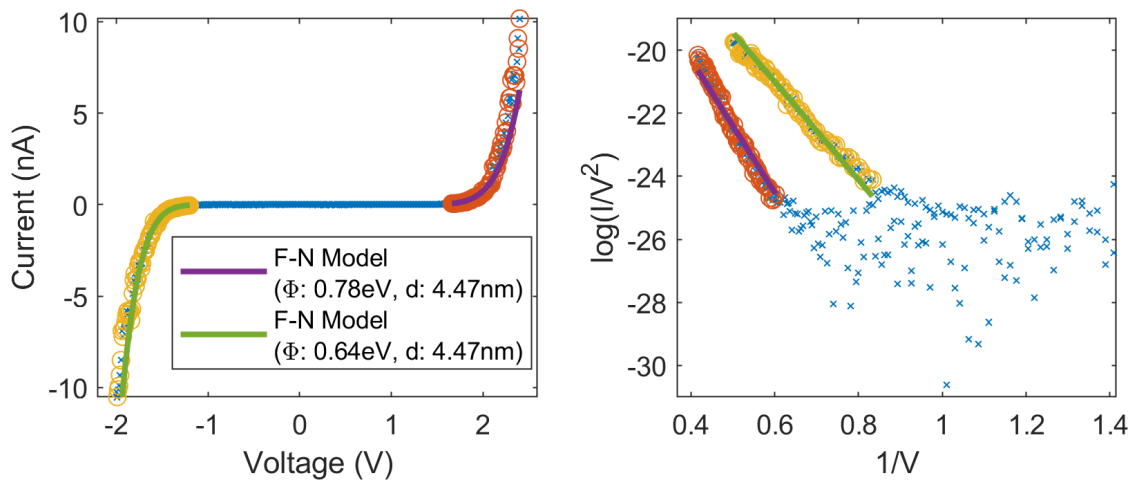 10
5
0
-5
-10
Current (nA)
-2
-1
0
1
2
Voltage (V)
F-N Model
(Φ: 0.78eV, d: 4.47nm)
F-N Model
(Φ: 0.64eV, d: 4.47nm)
-20
-22
-24
-26
-28
-30
log(I/V²)
0.4
0.6
0.8
1
1.2
1.4
1/V